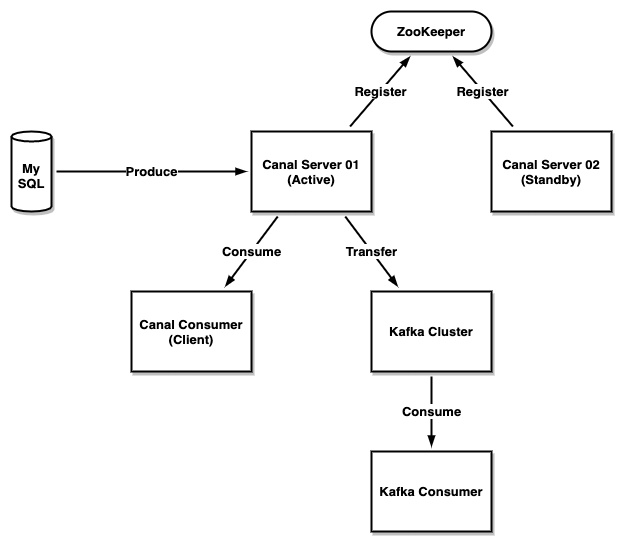 ZooKeeper
Register
Register
My
SQL
Produce
Canal Server 01
(Active)
Canal Server 02
(Standby)
Consume
Transfer
Canal Consumer
(Client)
Kafka Cluster
Consume
Kafka Consumer